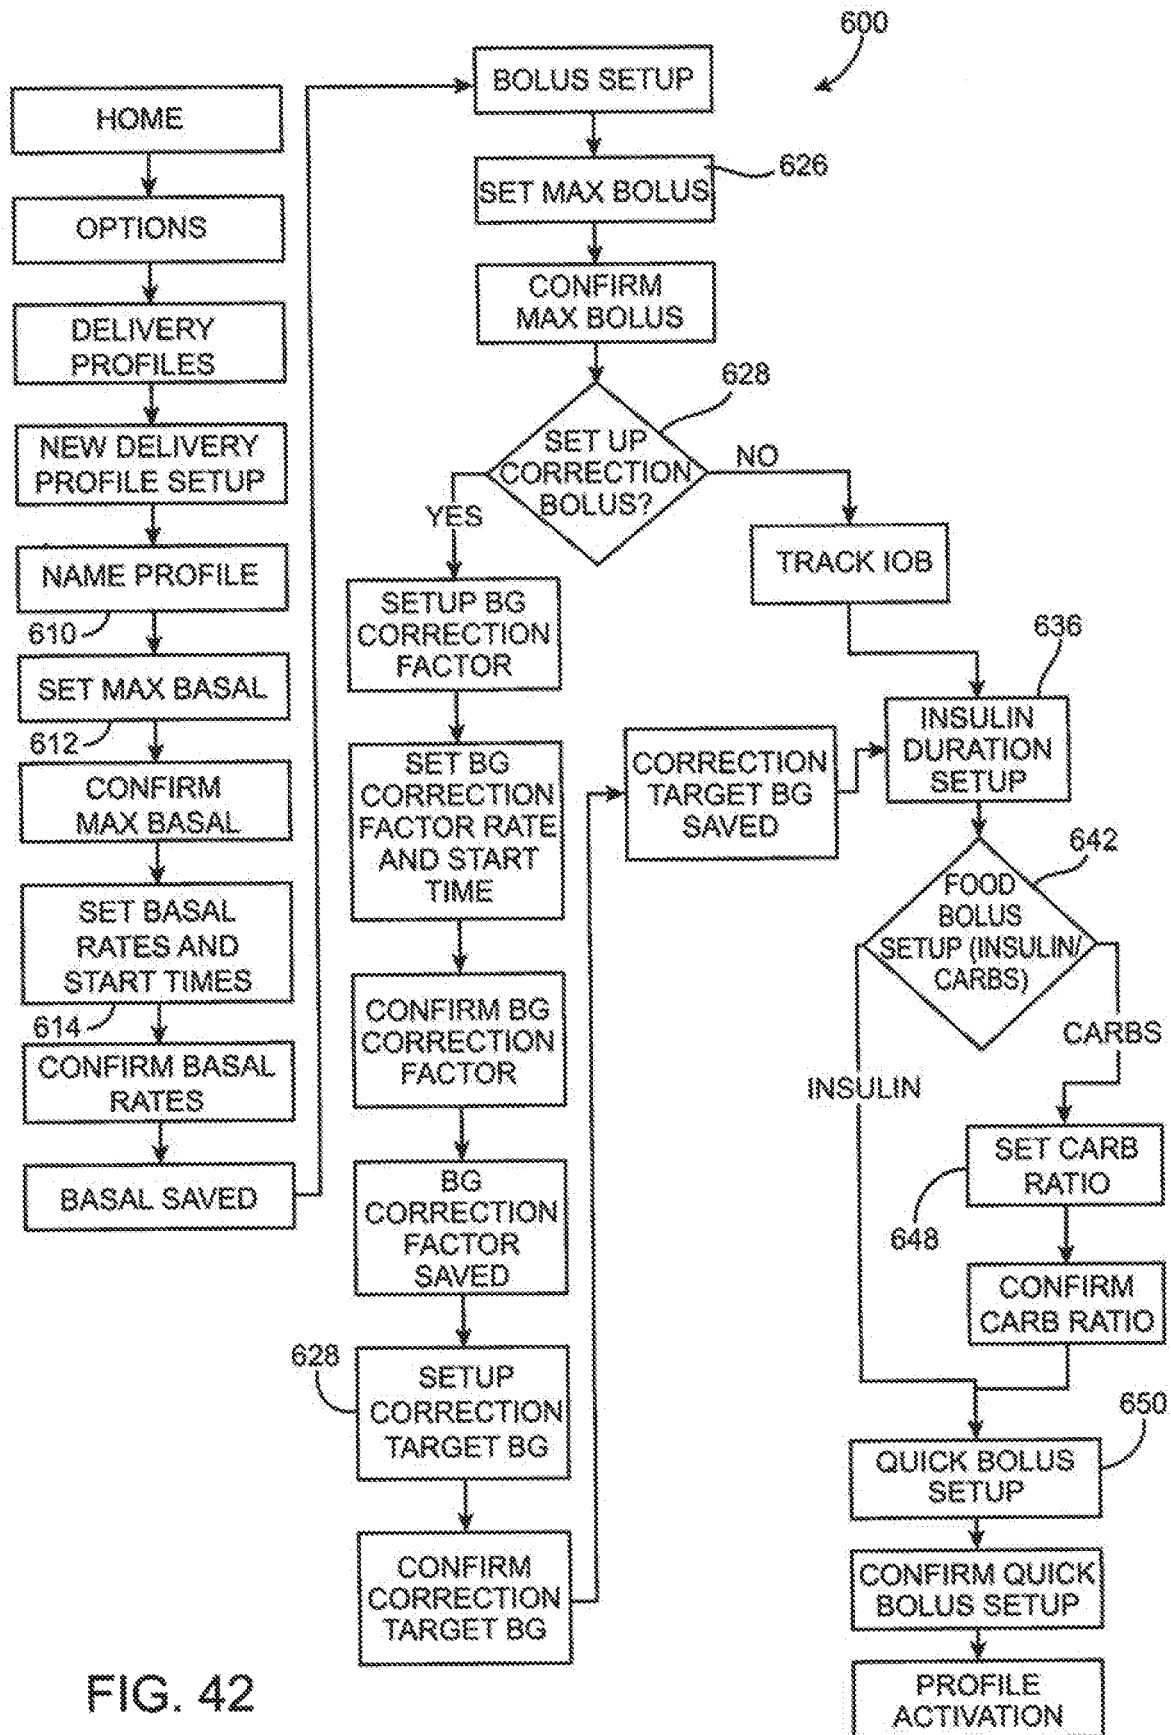 600
HOME
OPTIONS
DELIVERY
PROFILES
NEW DELIVERY
PROFILE SETUP
NAME PROFILE
610
SET MAX BASAL
612
CONFIRM
MAX BASAL
SET BASAL
RATES AND
START TIMES
614
CONFIRM BASAL
RATES
BASAL SAVED
BOLUS SETUP
SET MAX BOLUS
626
CONFIRM
MAX BOLUS
628
SET UP
CORRECTION
BOLUS?
YES
NO
SETUP BG
CORRECTION
FACTOR
SET BG
CORRECTION
FACTOR RATE
AND START
TIME
CONFIRM BG
CORRECTION
FACTOR
BG
CORRECTION
FACTOR
SAVED
628
SETUP
CORRECTION
TARGET BG
CONFIRM
CORRECTION
TARGET BG
CORRECTION
TARGET BG
SAVED
TRACK IOB
636
INSULIN
DURATION
SETUP
642
FOOD
BOLUS
SETUP (INSULIN/
CARBS)
INSULIN
CARBS
SET CARB
RATIO
648
CONFIRM
CARB RATIO
650
QUICK BOLUS
SETUP
CONFIRM QUICK
BOLUS SETUP
PROFILE
ACTIVATION
FIG. 42